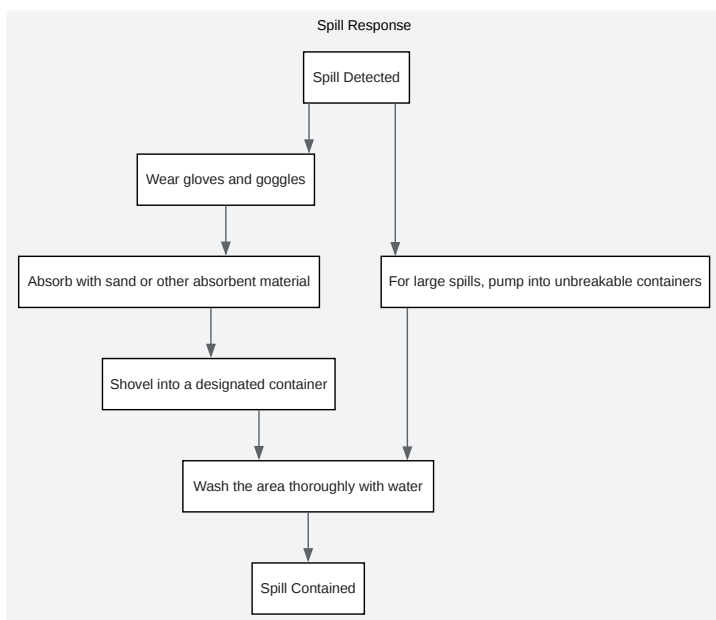 Spill Response
Spill Detected
Wear gloves and goggles
Absorb with sand or other absorbent material
For large spills, pump into unbreakable containers
Shovel into a designated container
Wash the area thoroughly with water
Spill Contained